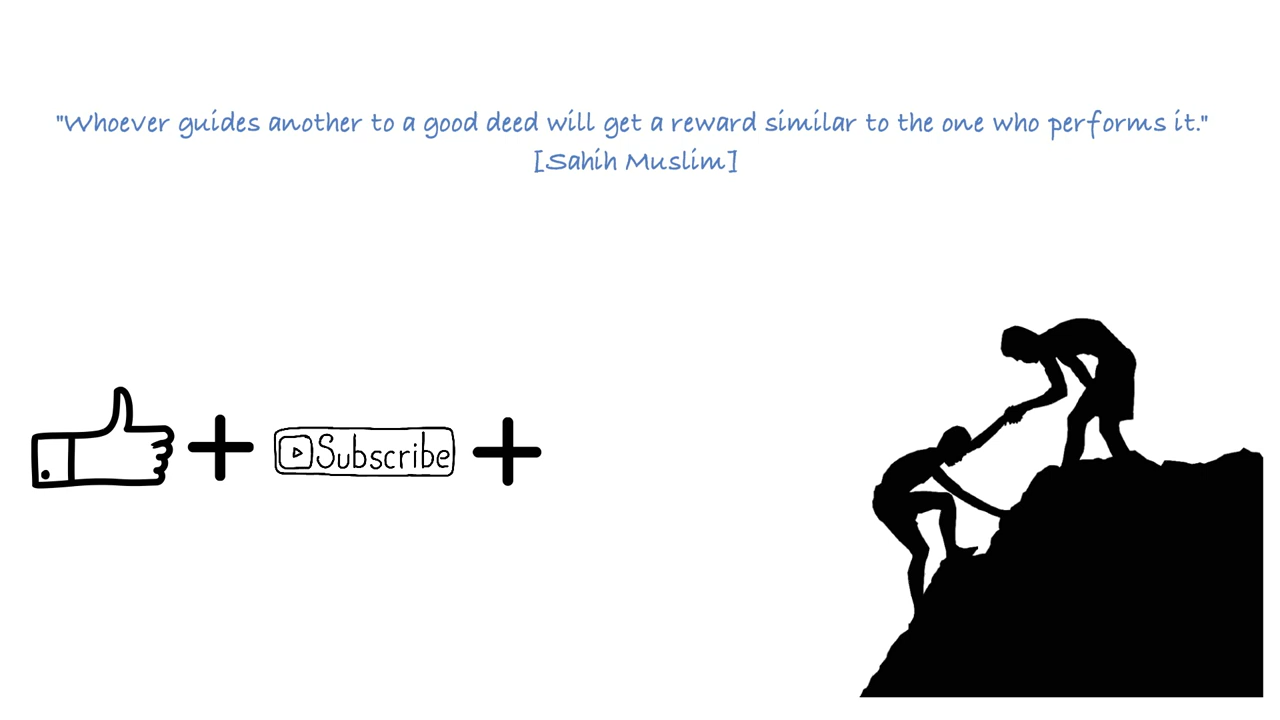 "Whoever guides another to a good deed will get a reward similar to the one who performs it."
[Sahih Muslim]
Subscribe